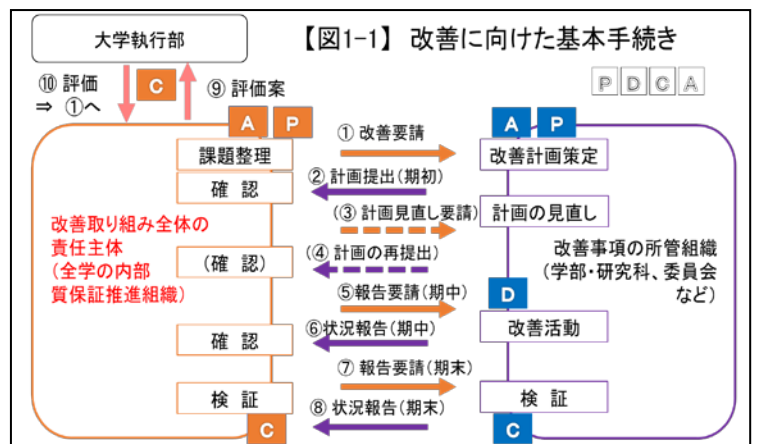 大学執行部
【図1-1】 改善に向けた基本手続き
P D C A
⑩ 評価
⇒ ①へ
C
⑨ 評価案
A P
A P
課題整理
① 改善要請
改善計画策定
確 認
② 計画提出(期初)
(③ 計画見直し要請)
計画の見直し
改善取り組み全体の
責任主体
(全学の内部
質保証推進組織)
(確 認)
(④ 計画の再提出)
改善事項の所管組織
(学部・研究科、委員会
など)
⑤報告要請(期中)
D
改善活動
確 認
⑥状況報告(期中)
⑦ 報告要請(期末)
検 証
検 証
⑧ 状況報告(期末)
C
C